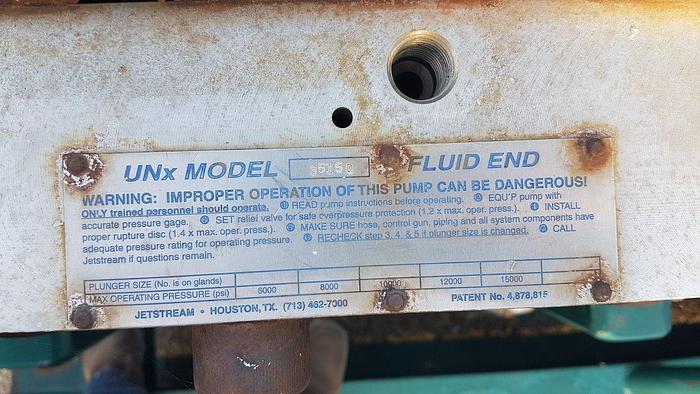 UNx MODEL FLUID END
WARNING: IMPROPER OPERATION OF THIS PUMP CAN BE DANGEROUS!
ONLY trained personnel should operate. ① READ pump instructions before operating. ② EQU'P pump with
accurate pressure gage. ③ SET relief valve for safe overpressure protection (1.2 x max. oper. press.). ④ INSTALL
proper rupture disc (1.4 x max. oper. press.). ⑤ MAKE SURE hose, control gun, piping and all system components have
adequate pressure rating for operating pressure. ⑥ RECHECK step 3, 4, & 5 if plunger size is changed. ⑦ CALL
Jetstream if questions remain.
PLUNGER SIZE (No. is on glands) 7
MAX OPERATING PRESSURE (psi) 6000 8000 10000 12000 15000
JETSTREAM • HOUSTON, TX. (713) 462-7000 PATENT No. 4,878,815